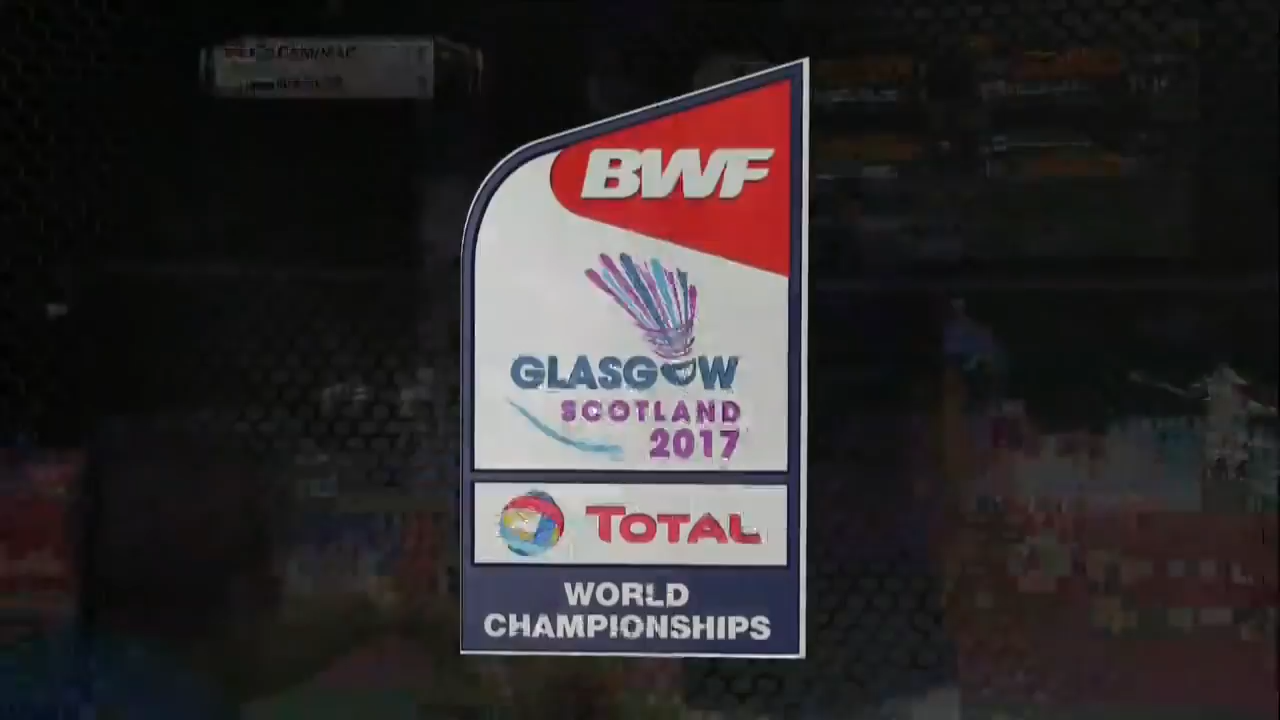 BWF
GLASGOW
SCOTLAND
2017
TOTAL
WORLD
CHAMPIONSHIPS